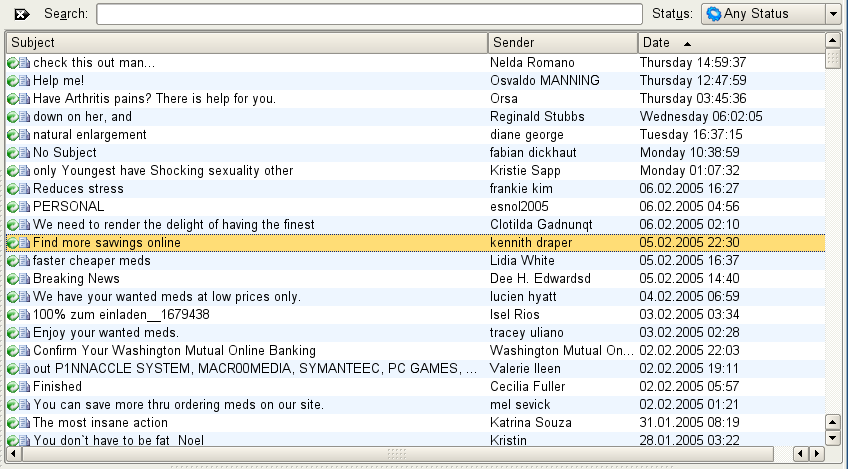 Search: Status: Any Status
Subject Sender Date
check this out man... Nelda Romano Thursday 14:59:37
Help me! Osvaldo MANNING Thursday 12:47:59
Have Arthritis pains? There is help for you. Orsa Thursday 03:45:36
down on her, and Reginald Stubbs Wednesday 06:02:05
natural enlargement diane george Tuesday 16:37:15
No Subject fabian dickhaut Monday 10:38:59
only Youngest have Shocking sexuality other Kristie Sapp Monday 01:07:32
Reduces stress frankie kim 06.02.2005 16:27
PERSONAL esnol2005 06.02.2005 04:56
We need to render the delight of having the finest Clotilda Gadnunqt 06.02.2005 02:10
Find more sawings online kennith draper 05.02.2005 22:30
faster cheaper meds Lidia White 05.02.2005 16:37
Breaking News Dee H. Edwardsd 05.02.2005 14:40
We have your wanted meds at low prices only. lucien hyatt 04.02.2005 06:59
100% zum einladen__1679438 Isel Rios 03.02.2005 03:34
Enjoy your wanted meds. tracey uliano 03.02.2005 02:28
Confirm Your Washington Mutual Online Banking Washington Mutual On... 02.02.2005 22:03
out P1NNACCLE SYSTEM, MACR00MEDIA, SYMANTEEC, PC GAMES, ... Valerie Ileen 02.02.2005 19:11
Finished Cecilia Fuller 02.02.2005 05:57
You can save more thru ordering meds on our site. mel sevick 02.02.2005 01:21
The most insane action Katrina Souza 31.01.2005 08:19
You don`t have to be fat Noel Kristin 28.01.2005 03:22